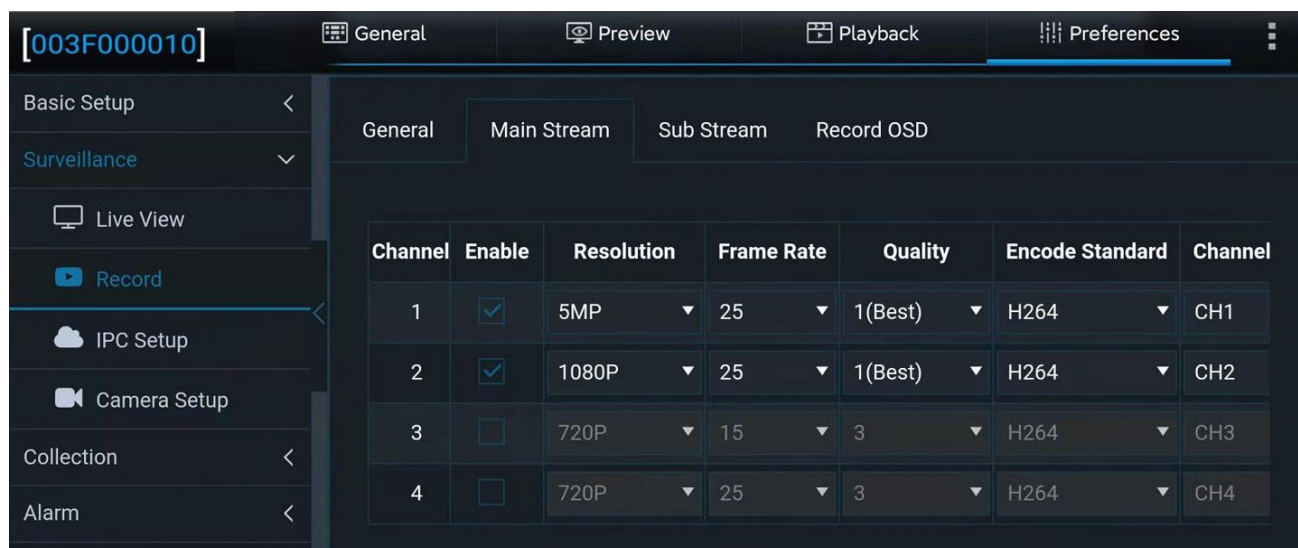 [003F000010]
General Preview Playback Preferences
Basic Setup
Surveillance
Live View
Record
IPC Setup
Camera Setup
Collection
Alarm
General Main Stream Sub Stream Record OSD
Channel Enable Resolution Frame Rate Quality Encode Standard Channel
1 5MP 25 1(Best) H264 CH1
2 1080P 25 1(Best) H264 CH2
3 720P 15 3 H264 CH3
4 720P 25 3 H264 CH4